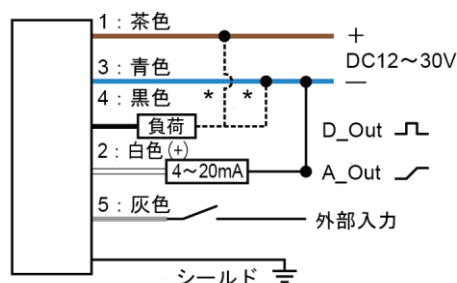 1：茶色
＋
DC12～30V
3：青色
－
4：黒色
＊ ＊
負荷
D_Out
2：白色(+)
4～20mA
A_Out
5：灰色
外部入力
シールド